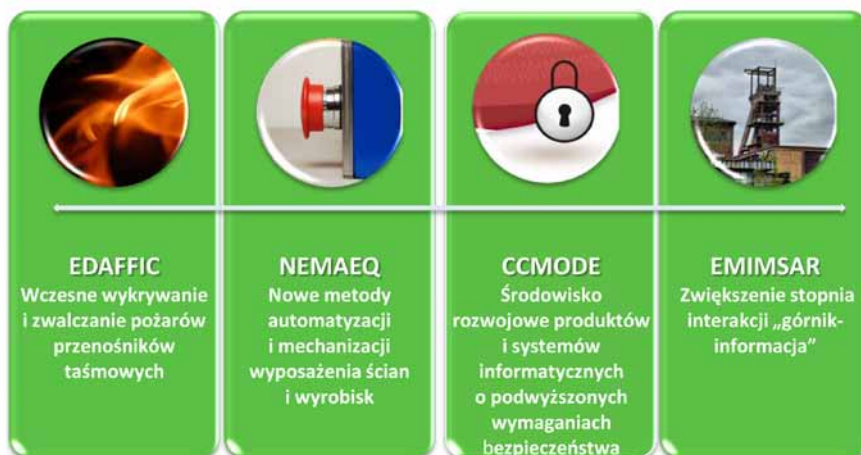 EDAFFIC
Wczesne wykrywanie
i zwalczanie pożarów
przenośników
taśmowych
NEMAEQ
Nowe metody
automatyzacji
i mechanizacji
wyposażenia ścian
i wyrobisk
CCMODE
Środowisko
rozwojowe produktów
i systemów
informatycznych
o podwyższonych
wymaganiach
bezpieczeństwa
EMIMSAR
Zwiększenie stopnia
interakcji „górnik-
informacja”